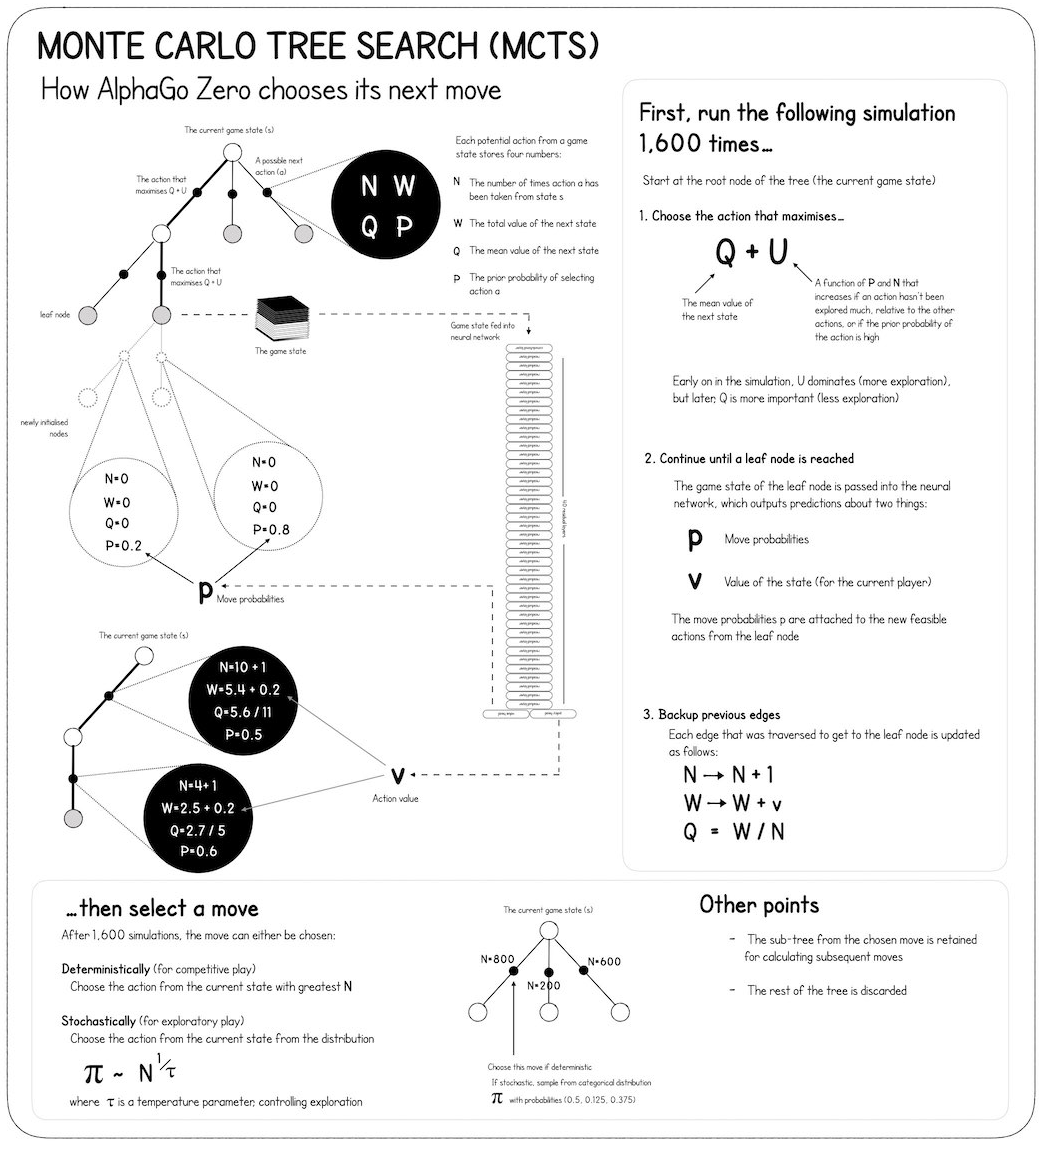 MONTE CARLO TREE SEARCH (MCTS)
How AlphaGo Zero chooses its next move
The current game state (s)
A possible next
action (a)
The action that
maximises Q + U
N W
Q P
The action that
maximises Q + U
leaf node
The game state
newly initialised
nodes
Each potential action from a game
state stores four numbers:
N The number of times action a has
been taken from state s
W The total value of the next state
Q The mean value of the next state
P The prior probability of selecting
action a
Game state fed into
neural network
40 residual layers
N=0
W=0
Q=0
P=0.2
N=0
W=0
Q=0
P=0.8
p Move probabilities
The current game state (s)
N=10 + 1
W=5.4 + 0.2
Q=5.6 / 11
P=0.5
N=4+1
W=2.5 + 0.2
Q=2.7 / 5
P=0.6
v
Action value
First, run the following simulation
1,600 times...
Start at the root node of the tree (the current game state)
1. Choose the action that maximises...
Q + U
The mean value of
the next state
A function of P and N that
increases if an action hasn't been
explored much, relative to the other
actions, or if the prior probability of
the action is high
Early on in the simulation, U dominates (more exploration),
but later, Q is more important (less exploration)
2. Continue until a leaf node is reached
The game state of the leaf node is passed into the neural
network, which outputs predictions about two things:
p Move probabilities
v Value of the state (for the current player)
The move probabilities p are attached to the new feasible
actions from the leaf node
3. Backup previous edges
Each edge that was traversed to get to the leaf node is updated
as follows:
N → N + 1
W → W + v
Q = W / N
...then select a move
After 1,600 simulations, the move can either be chosen:
Deterministically (for competitive play)
Choose the action from the current state with greatest N
Stochastically (for exploratory play)
Choose the action from the current state from the distribution
π ~ N^1/τ
where τ is a temperature parameter, controlling exploration
The current game state (s)
N=800
N=200
N=600
Choose this move if deterministic
If stochastic, sample from categorical distribution
π with probabilities (0.5, 0.125, 0.375)
Other points
- The sub-tree from the chosen move is retained
for calculating subsequent moves
- The rest of the tree is discarded